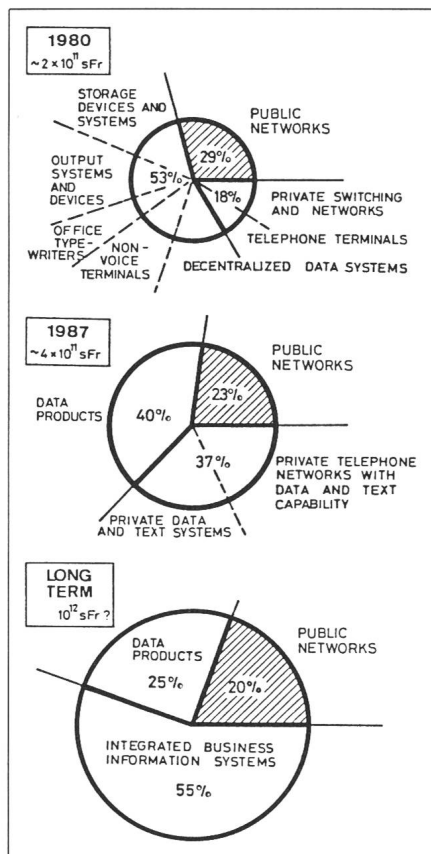 1980
~2×10¹¹ sFr
STORAGE
DEVICES AND
SYSTEMS
PUBLIC
NETWORKS
29%
OUTPUT
SYSTEMS
AND
DEVICES
53%
18%
PRIVATE SWITCHING
AND NETWORKS
OFFICE
TYPE-
WRITERS
NON-
VOICE
TERMINALS
TELEPHONE TERMINALS
DECENTRALIZED DATA SYSTEMS
1987
~4×10¹¹ sFr
PUBLIC
NETWORKS
23%
DATA
PRODUCTS
40%
37%
PRIVATE TELEPHONE
NETWORKS WITH
DATA AND TEXT
CAPABILITY
PRIVATE DATA
AND TEXT SYSTEMS
LONG
TERM
10¹² sFr ?
PUBLIC
NETWORKS
DATA
PRODUCTS
25%
20%
INTEGRATED BUSINESS
INFORMATION SYSTEMS
55%